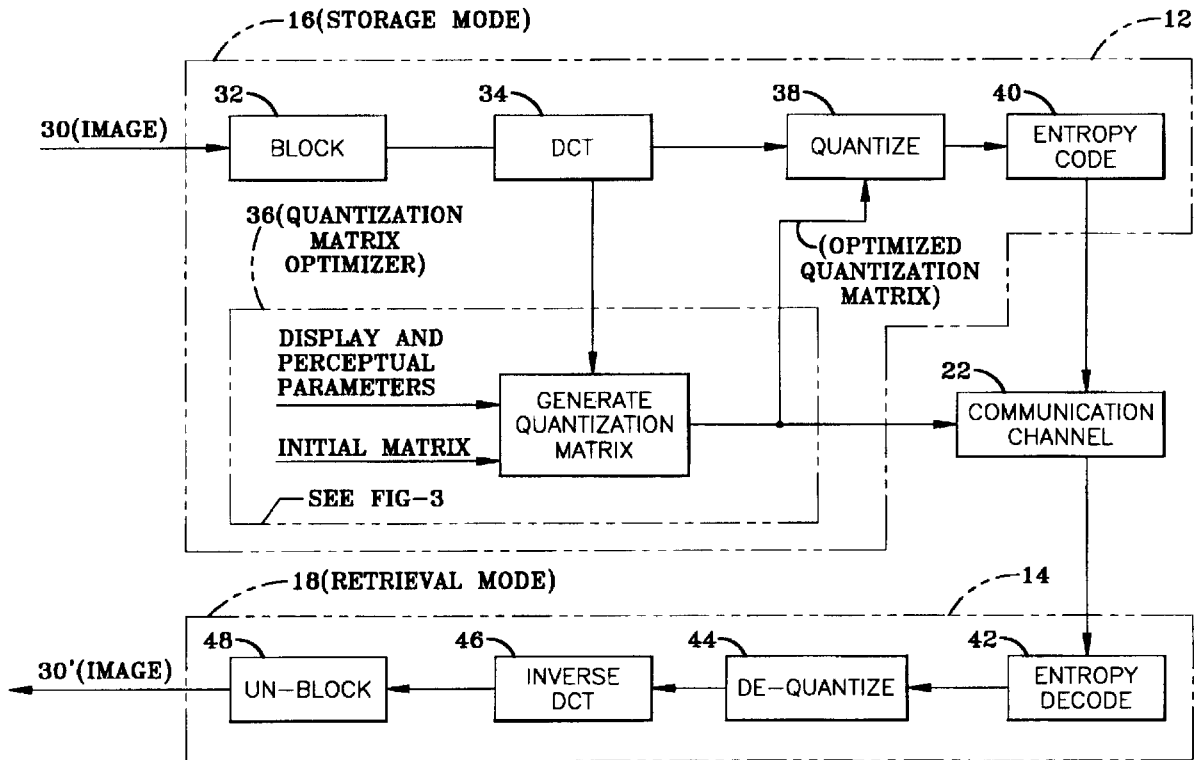 16(STORAGE MODE)
12
32
34
38
40
30(IMAGE)
BLOCK
DCT
QUANTIZE
ENTROPY
CODE
36(QUANTIZATION
MATRIX
OPTIMIZER)
(OPTIMIZED
QUANTIZATION
MATRIX)
DISPLAY AND
PERCEPTUAL
PARAMETERS
INITIAL MATRIX
GENERATE
QUANTIZATION
MATRIX
SEE FIG-3
22
COMMUNICATION
CHANNEL
18(RETRIEVAL MODE)
14
48
46
44
42
30'(IMAGE)
UN-BLOCK
INVERSE
DCT
DE-QUANTIZE
ENTROPY
DECODE